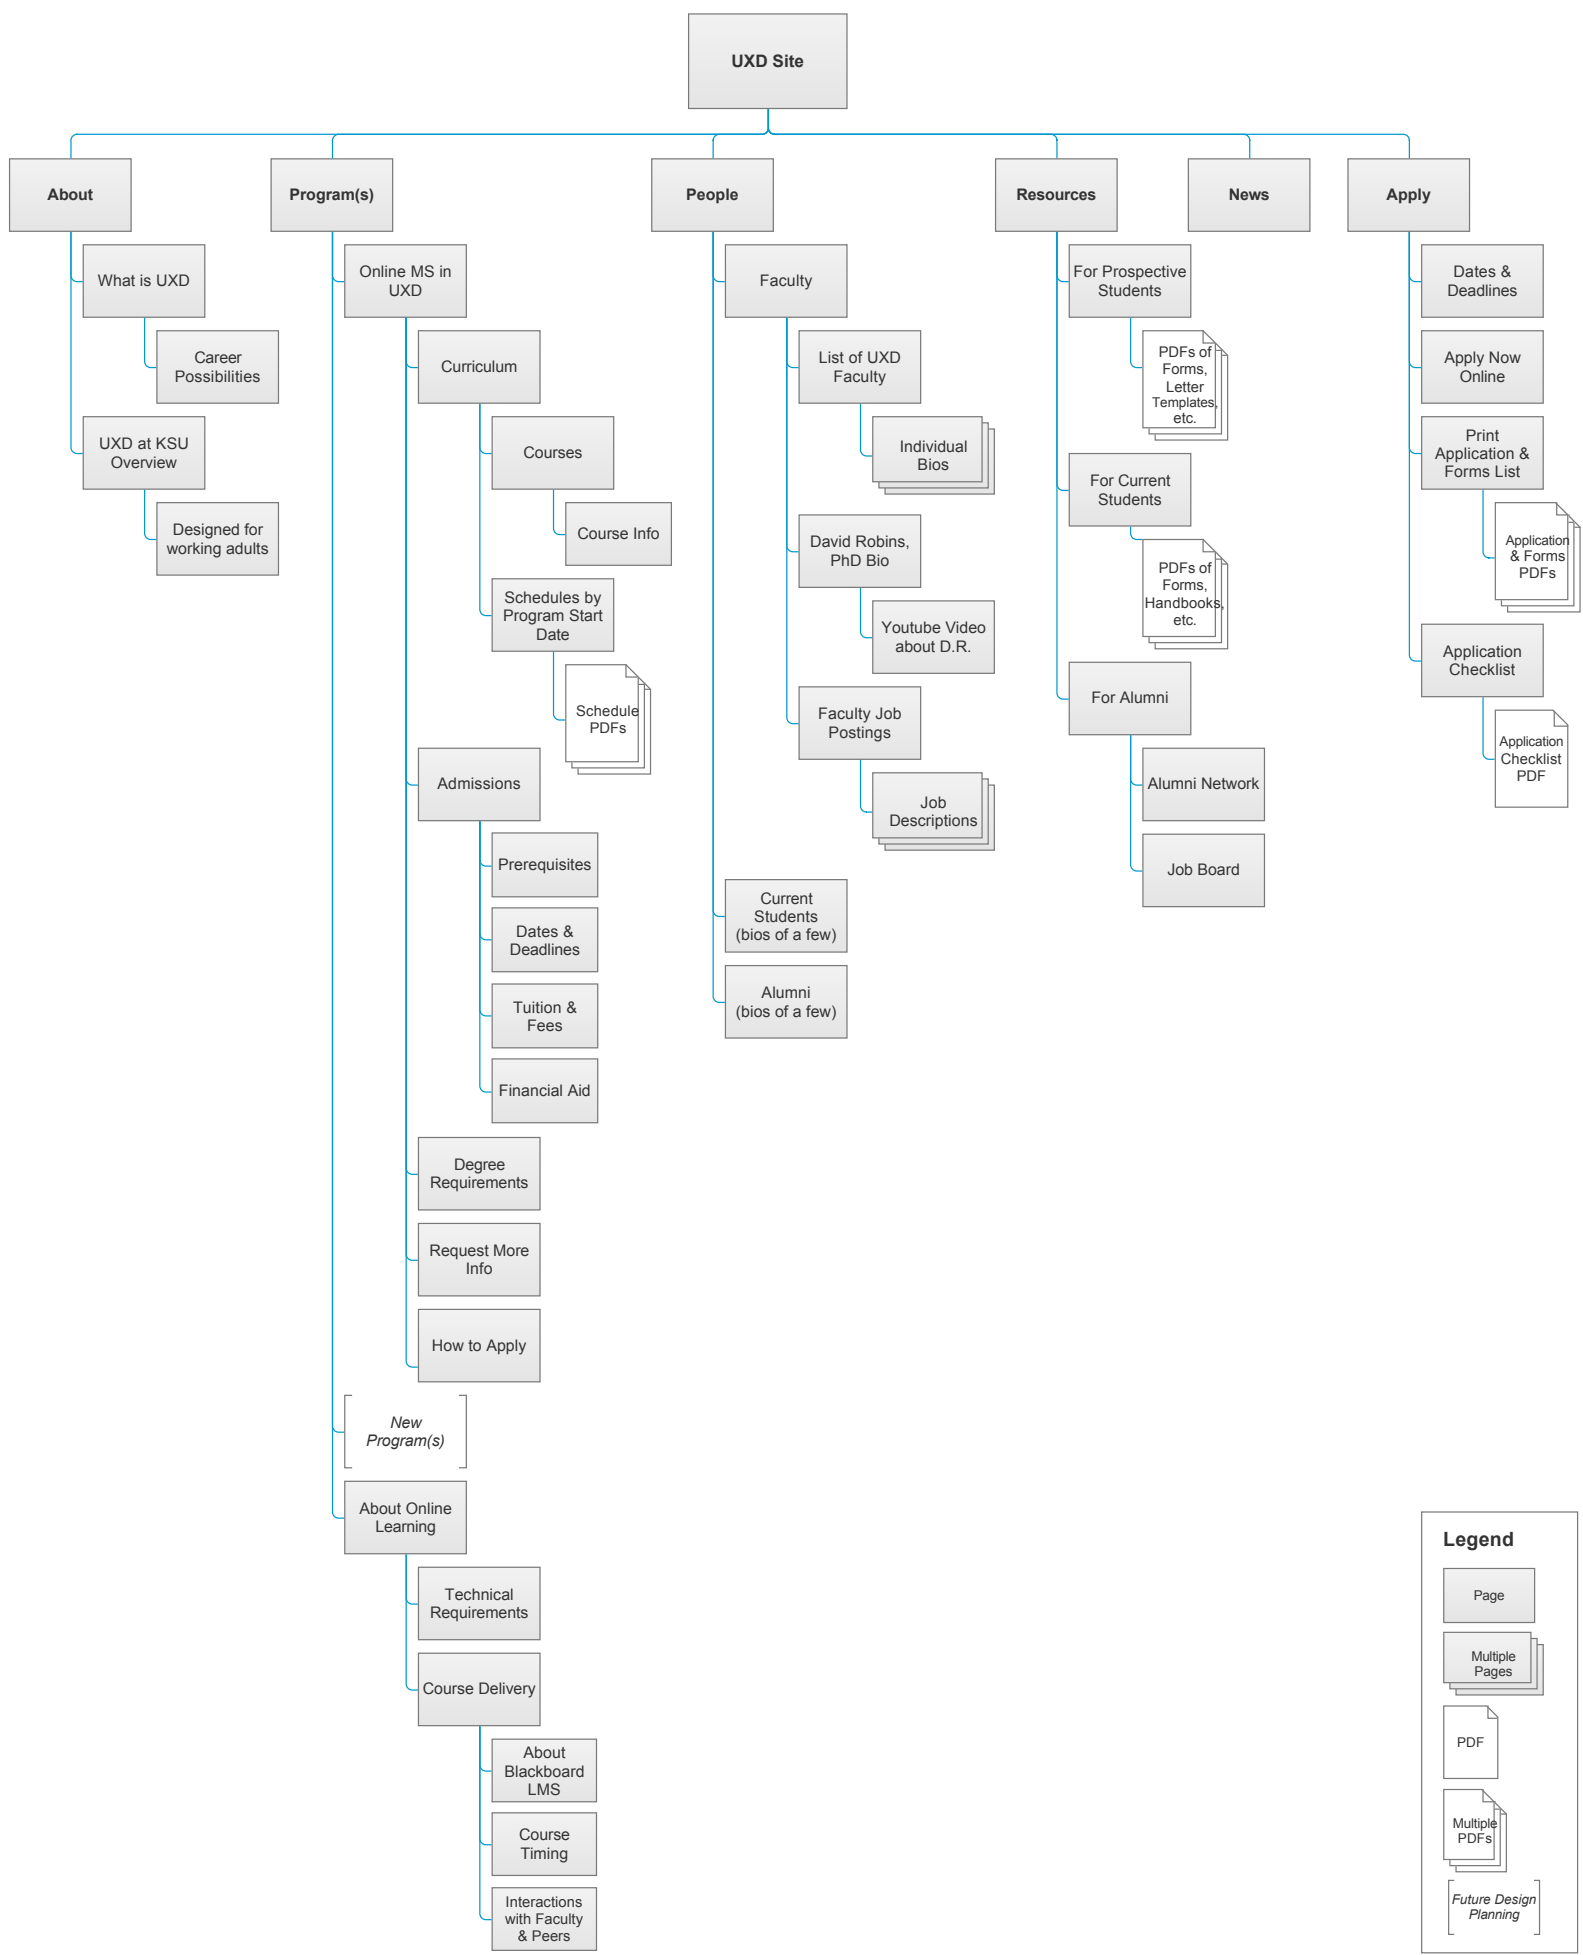 UXD Site
About
What is UXD
Career
Possibilities
UXD at KSU
Overview
Designed for
working adults
Program(s)
Online MS in
UXD
Curriculum
Courses
Course Info
Schedules by
Program Start
Date
Schedule
PDFs
Admissions
Prerequisites
Dates &
Deadlines
Tuition &
Fees
Financial Aid
Degree
Requirements
Request More
Info
How to Apply
New
Program(s)
About Online
Learning
Technical
Requirements
Course Delivery
About
Blackboard
LMS
Course
Timing
Interactions
with Faculty
& Peers
People
Faculty
List of UXD
Faculty
Individual
Bios
David Robins,
PhD Bio
Youtube Video
about D.R.
Faculty Job
Postings
Job
Descriptions
Current
Students
(bios of a few)
Alumni
(bios of a few)
Resources
For Prospective
Students
PDFs of
Forms,
Letter
Templates,
etc.
For Current
Students
PDFs of
Forms,
Handbooks,
etc.
For Alumni
Alumni Network
Job Board
News
Apply
Dates &
Deadlines
Apply Now
Online
Print
Application &
Forms List
Application
& Forms
PDFs
Application
Checklist
Application
Checklist
PDF
Legend
Page
Multiple
Pages
PDF
Multiple
PDFs
Future Design
Planning